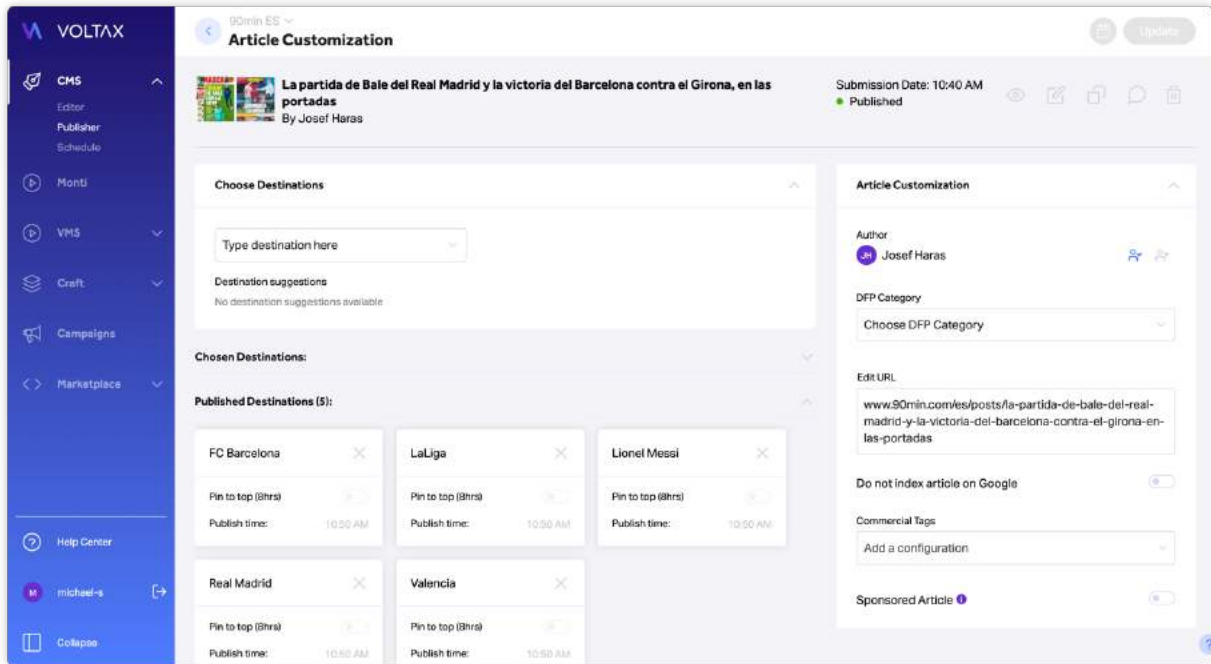 VOLTAX
CMS
Editor
Publisher
Schedule
Monti
VMS
Craft
Campaigns
Marketplace
Help Center
M michael-s
Collapse
90min ES
Article Customization
Update
La partida de Bale del Real Madrid y la victoria del Barcelona contra el Girona, en las
portadas
By Josef Haras
Submission Date: 10:40 AM
Published
Choose Destinations
Type destination here
Destination suggestions
No destination suggestions available
Chosen Destinations:
Published Destinations (5):
FC Barcelona
Pin to top (8hrs)
Publish time: 10:50 AM
LaLiga
Pin to top (8hrs)
Publish time: 10:50 AM
Lionel Messi
Pin to top (8hrs)
Publish time: 10:50 AM
Real Madrid
Pin to top (8hrs)
Publish time: 10:50 AM
Valencia
Pin to top (8hrs)
Publish time: 10:50 AM
Article Customization
Author
JH Josef Haras
DFP Category
Choose DFP Category
Edit URL
www.90min.com/es/posts/la-partida-de-bale-del-real-
madrid-y-la-victoria-del-barcelona-contra-el-girona-en-
las-portadas
Do not index article on Google
Commercial Tags
Add a configuration
Sponsored Article
?